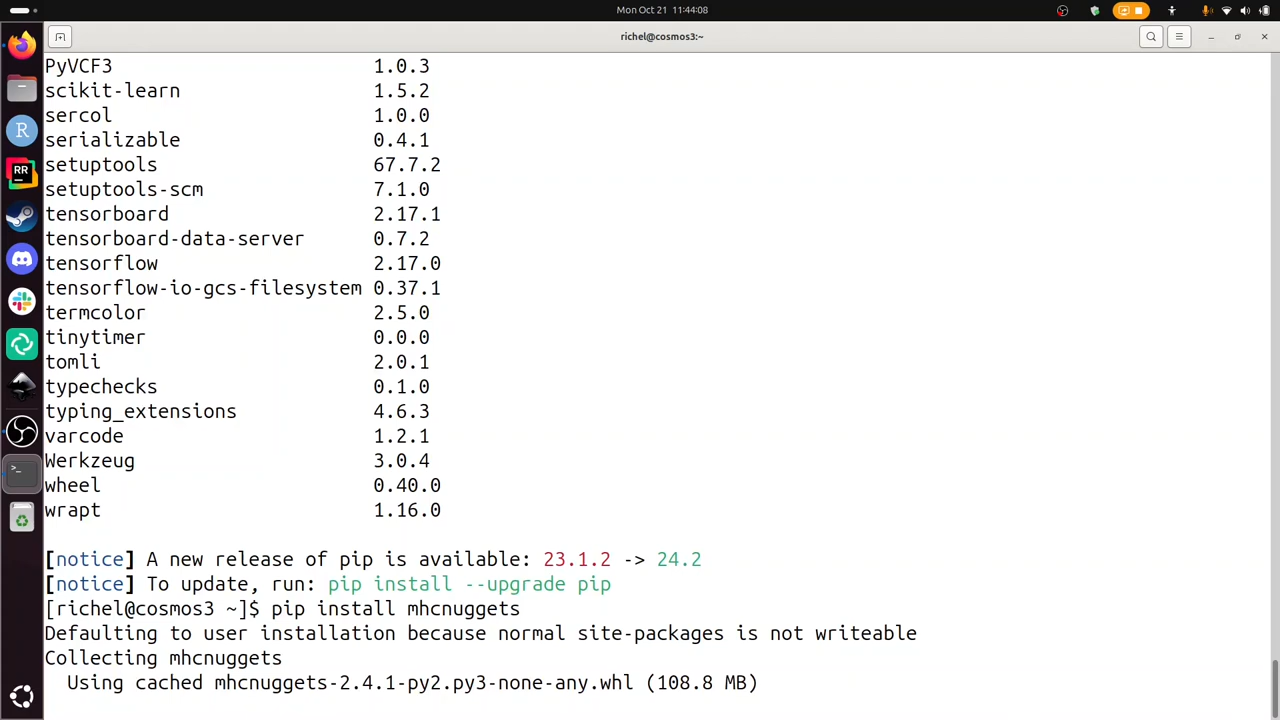 Mon Oct 21 11:44:08
richel@cosmos3:~
PyVCF3 1.0.3
scikit-learn 1.5.2
sercol 1.0.0
serializable 0.4.1
setuptools 67.7.2
setuptools-scm 7.1.0
tensorboard 2.17.1
tensorboard-data-server 0.7.2
tensorflow 2.17.0
tensorflow-io-gcs-filesystem 0.37.1
termcolor 2.5.0
tinytimer 0.0.0
tomli 2.0.1
typechecks 0.1.0
typing_extensions 4.6.3
varcode 1.2.1
Werkzeug 3.0.4
wheel 0.40.0
wrapt 1.16.0
[notice] A new release of pip is available: 23.1.2 -> 24.2
[notice] To update, run: pip install --upgrade pip
[richel@cosmos3 ~]$ pip install mhcnuggets
Defaulting to user installation because normal site-packages is not writeable
Collecting mhcnuggets
Using cached mhcnuggets-2.4.1-py2.py3-none-any.whl (108.8 MB)
R
RR
>_